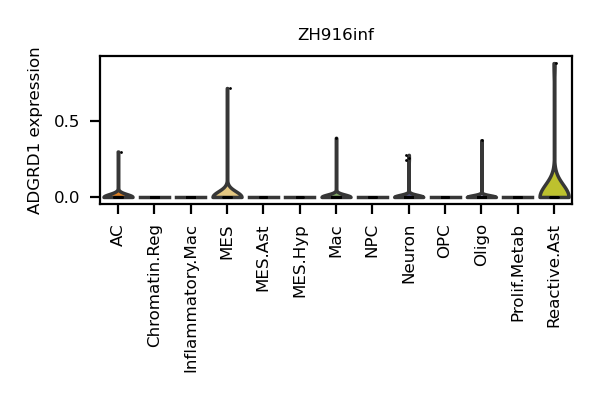 ZH916inf
ADGRD1 expression
0.5
0.0
AC
Chromatin.Reg
Inflammatory.Mac
MES
MES.Ast
MES.Hyp
Mac
NPC
Neuron
OPC
Oligo
Prolif.Metab
Reactive.Ast